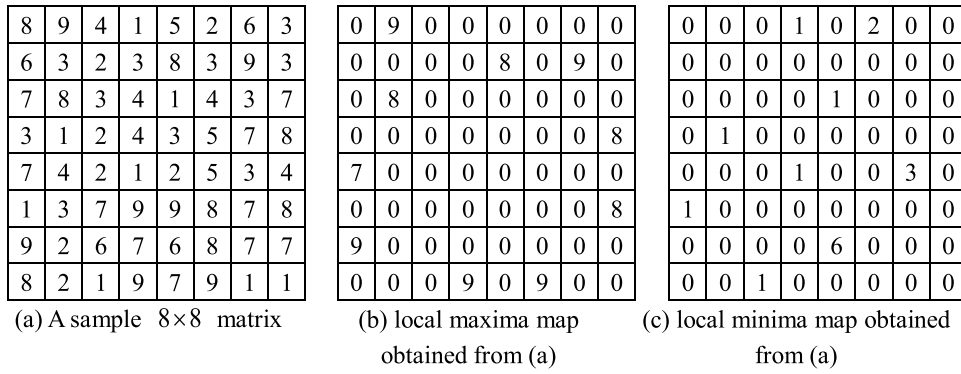 8 9 4 1 5 2 6 3 0 9 0 0 0 0 0 0 0 0 0 1 0 2 0 0
6 3 2 3 8 3 9 3 0 0 0 0 8 0 9 0 0 0 0 0 0 0 0 0
7 8 3 4 1 4 3 7 0 8 0 0 0 0 0 0 0 0 0 0 1 0 0 0
3 1 2 4 3 5 7 8 0 0 0 0 0 0 0 8 0 1 0 0 0 0 0 0
7 4 2 1 2 5 3 4 7 0 0 0 0 0 0 0 0 0 0 1 0 0 3 0
1 3 7 9 9 8 7 8 0 0 0 0 0 0 0 8 1 0 0 0 0 0 0 0
9 2 6 7 6 8 7 7 9 0 0 0 0 0 0 0 0 0 0 0 6 0 0 0
8 2 1 9 7 9 1 1 0 0 0 9 0 9 0 0 0 0 1 0 0 0 0 0
(a) A sample 8×8 matrix
(b) local maxima map
obtained from (a)
(c) local minima map obtained
from (a)